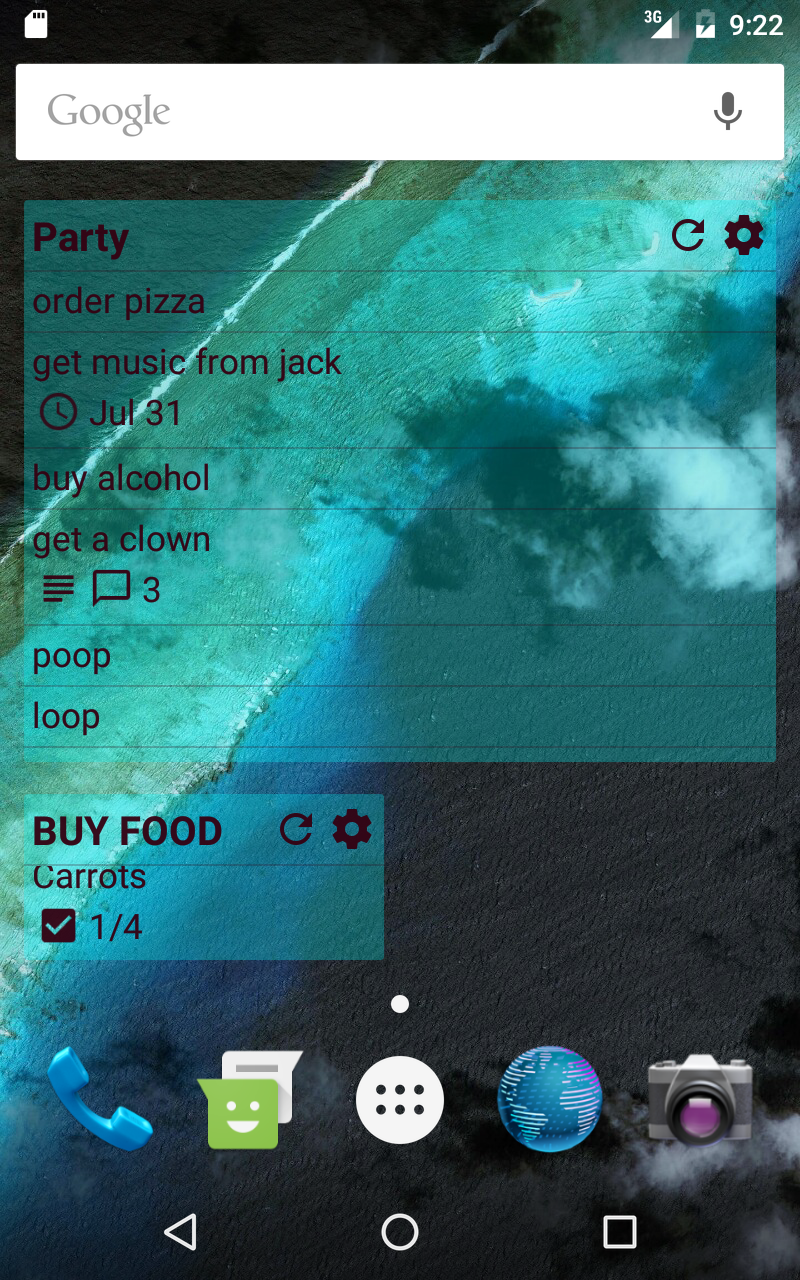 3G 9:22
Google
Party
order pizza
get music from jack
Jul 31
buy alcohol
get a clown
3
poop
loop
BUY FOOD
Carrots
1/4